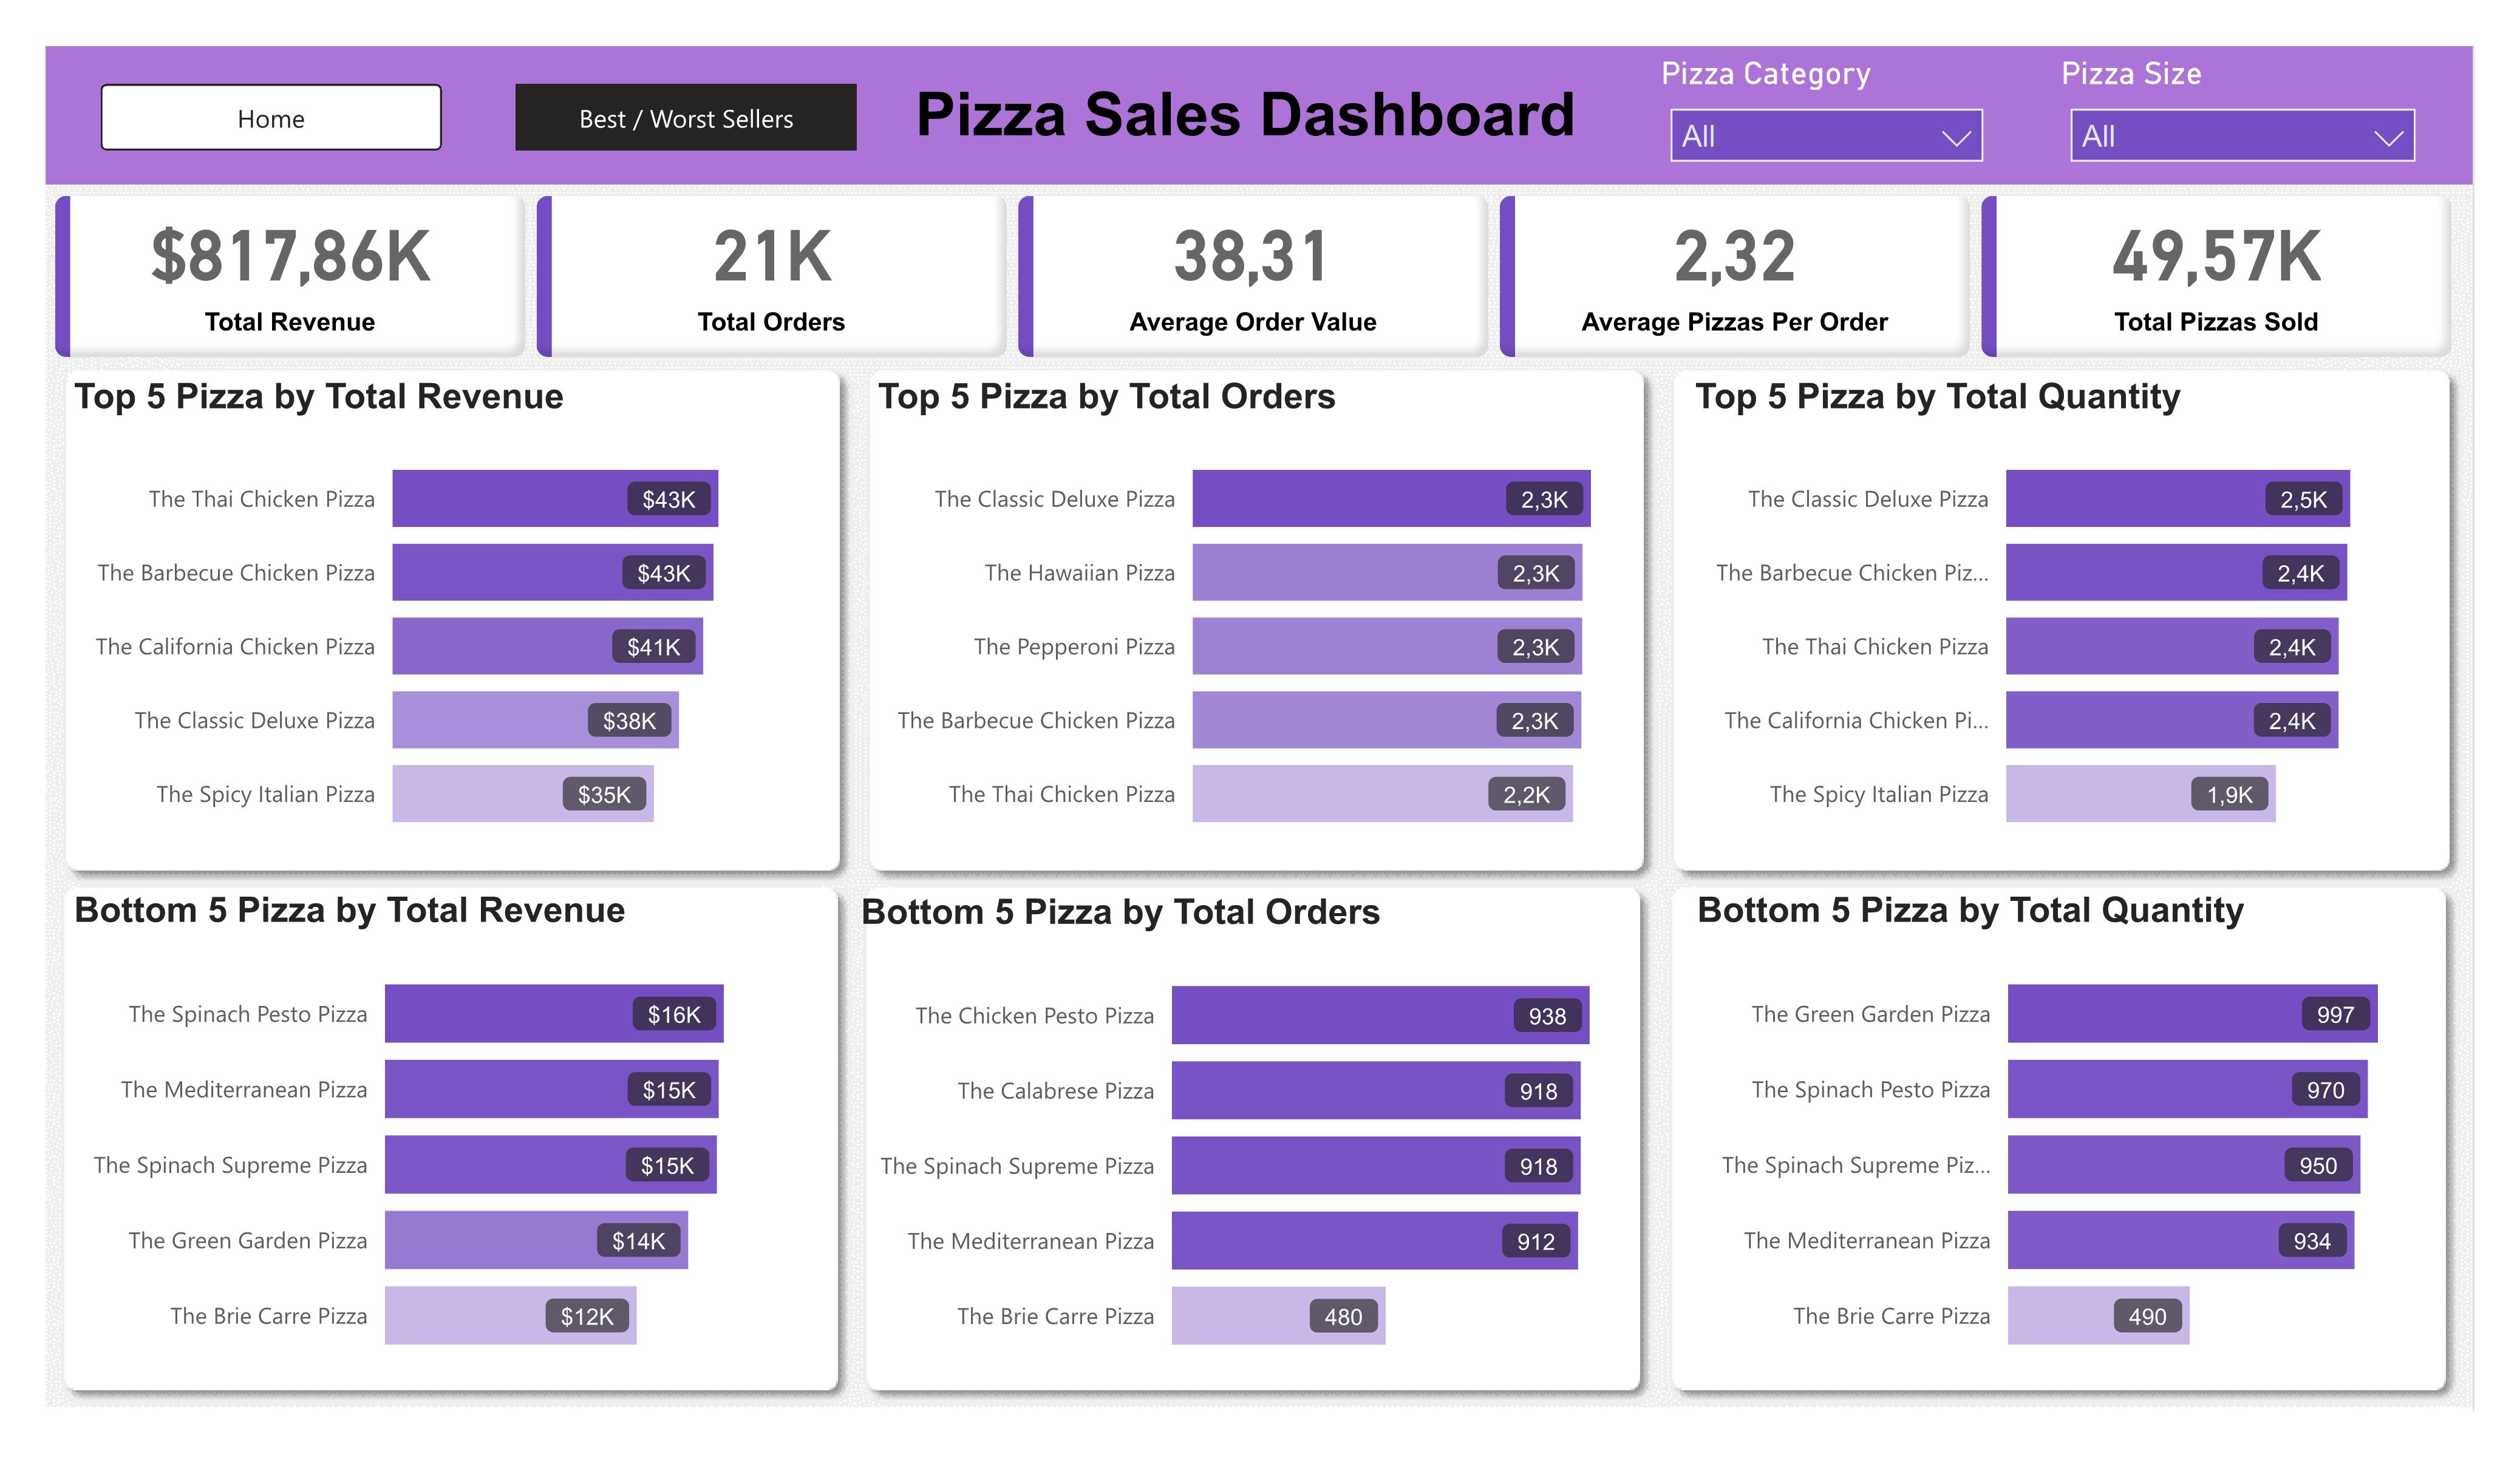 Home
Best / Worst Sellers
Pizza Sales Dashboard
Pizza Category
All
Pizza Size
All
$817,86K
Total Revenue
21K
Total Orders
38,31
Average Order Value
2,32
Average Pizzas Per Order
49,57K
Total Pizzas Sold
Top 5 Pizza by Total Revenue
The Thai Chicken Pizza $43K
The Barbecue Chicken Pizza $43K
The California Chicken Pizza $41K
The Classic Deluxe Pizza $38K
The Spicy Italian Pizza $35K
Top 5 Pizza by Total Orders
The Classic Deluxe Pizza 2,3K
The Hawaiian Pizza 2,3K
The Pepperoni Pizza 2,3K
The Barbecue Chicken Pizza 2,3K
The Thai Chicken Pizza 2,2K
Top 5 Pizza by Total Quantity
The Classic Deluxe Pizza 2,5K
The Barbecue Chicken Piz... 2,4K
The Thai Chicken Pizza 2,4K
The California Chicken Pi... 2,4K
The Spicy Italian Pizza 1,9K
Bottom 5 Pizza by Total Revenue
The Spinach Pesto Pizza $16K
The Mediterranean Pizza $15K
The Spinach Supreme Pizza $15K
The Green Garden Pizza $14K
The Brie Carre Pizza $12K
Bottom 5 Pizza by Total Orders
The Chicken Pesto Pizza 938
The Calabrese Pizza 918
The Spinach Supreme Pizza 918
The Mediterranean Pizza 912
The Brie Carre Pizza 480
Bottom 5 Pizza by Total Quantity
The Green Garden Pizza 997
The Spinach Pesto Pizza 970
The Spinach Supreme Piz... 950
The Mediterranean Pizza 934
The Brie Carre Pizza 490